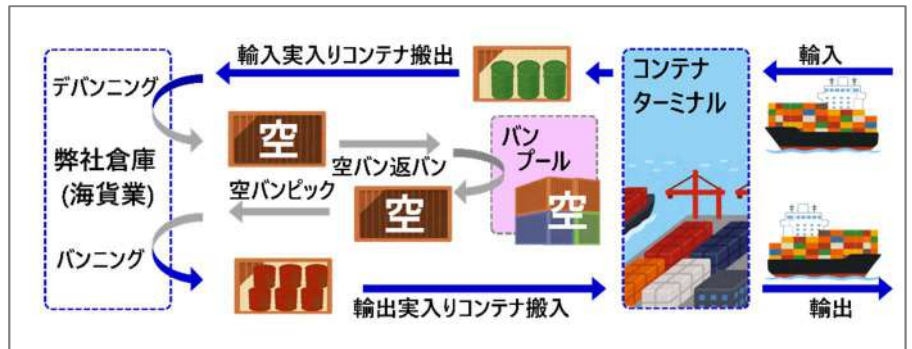 輸入実入りコンテナ搬出
輸入
コンテナ
ターミナル
デバンニング
空
バン
プール
空バン返バン
弊社倉庫
(海貨業)
空バンピック
空
空
バンニング
輸出実入りコンテナ搬入
輸出